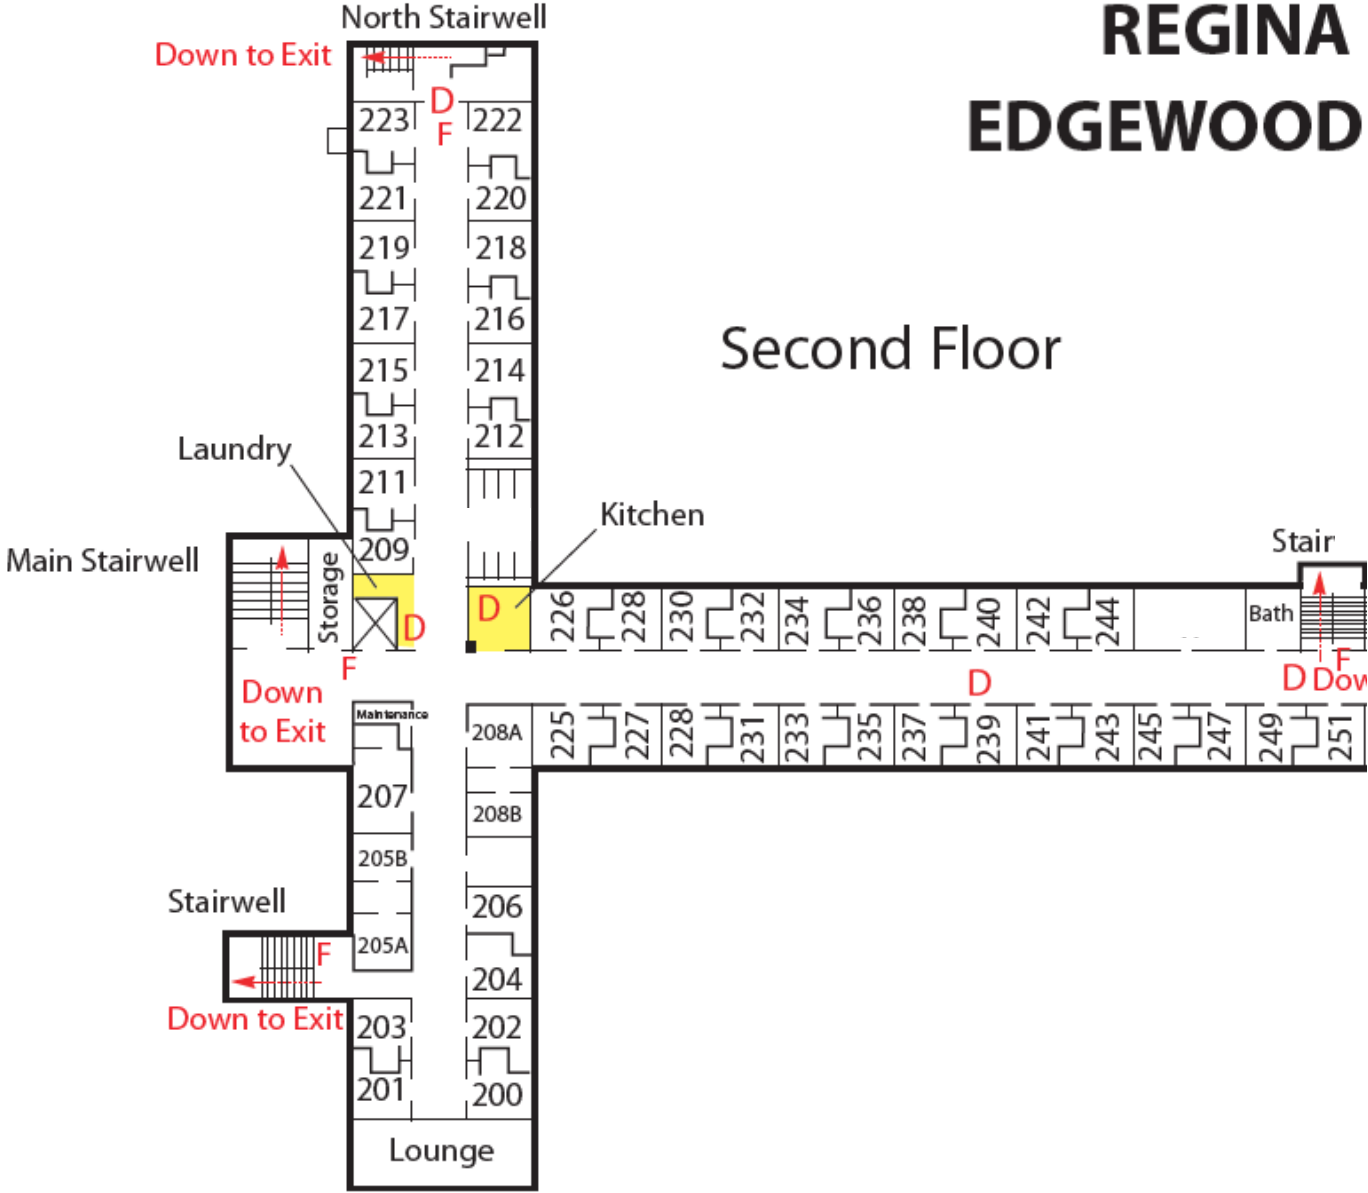 North Stairwell
REGINA
EDGEWOOD
Down to Exit
D
F
223
222
221
220
219
218
217
216
Second Floor
215
214
213
212
Laundry
211
Kitchen
209
Main Stairwell
Storage
Stair
D
D
226
228
230
232
234
236
238
240
242
244
Bath
F
F
Down
to Exit
D
D Dow
Maintenance
208A
225
227
228
231
233
235
237
239
241
243
245
247
249
251
207
208B
205B
Stairwell
206
F
205A
204
Down to Exit
203
202
201
200
Lounge